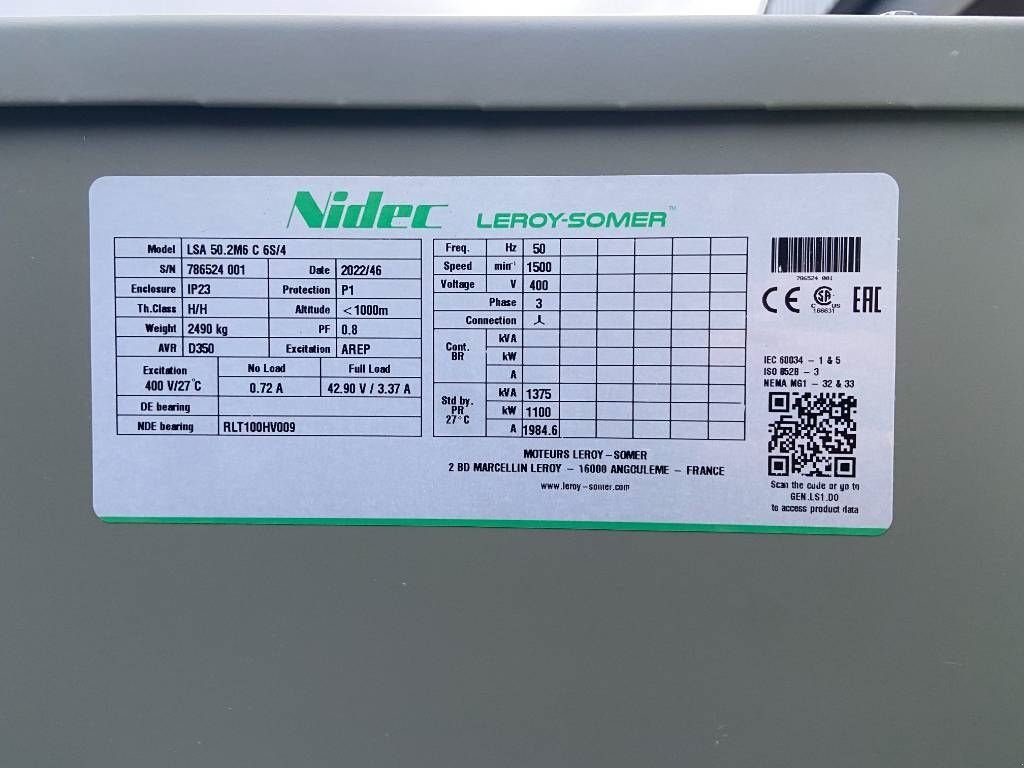 Nidec LEROY-SOMER™
Model LSA 50.2M6 C 6S/4
S/N 786524 001 Date 2022/46
Enclosure IP23 Protection P1
Th.Class H/H Altitude < 1000m
Weight 2490 kg PF 0.8
AVR D350 Excitation AREP
Excitation 400 V/27°C No Load Full Load
0.72 A 42.90 V / 3.37 A
DE bearing
NDE bearing RLT100HV009
Freq. Hz 50
Speed min⁻¹ 1500
Voltage V 400
Phase 3
Connection
Cont. BR kVA
kW
A
Std by. PR 27°C kVA 1375
kW 1100
A 1984.6
MOTEURS LEROY-SOMER
2 BD MARCELLIN LEROY - 16000 ANGOULEME - FRANCE
www.leroy-somer.com
786524 001
CE SA C US EAC
IEC 60034 - 1 & 5
ISO 8528 - 3
NEMA MG1 - 32 & 33
Scan the code or go to
GEN.LS1.DO
to access product data